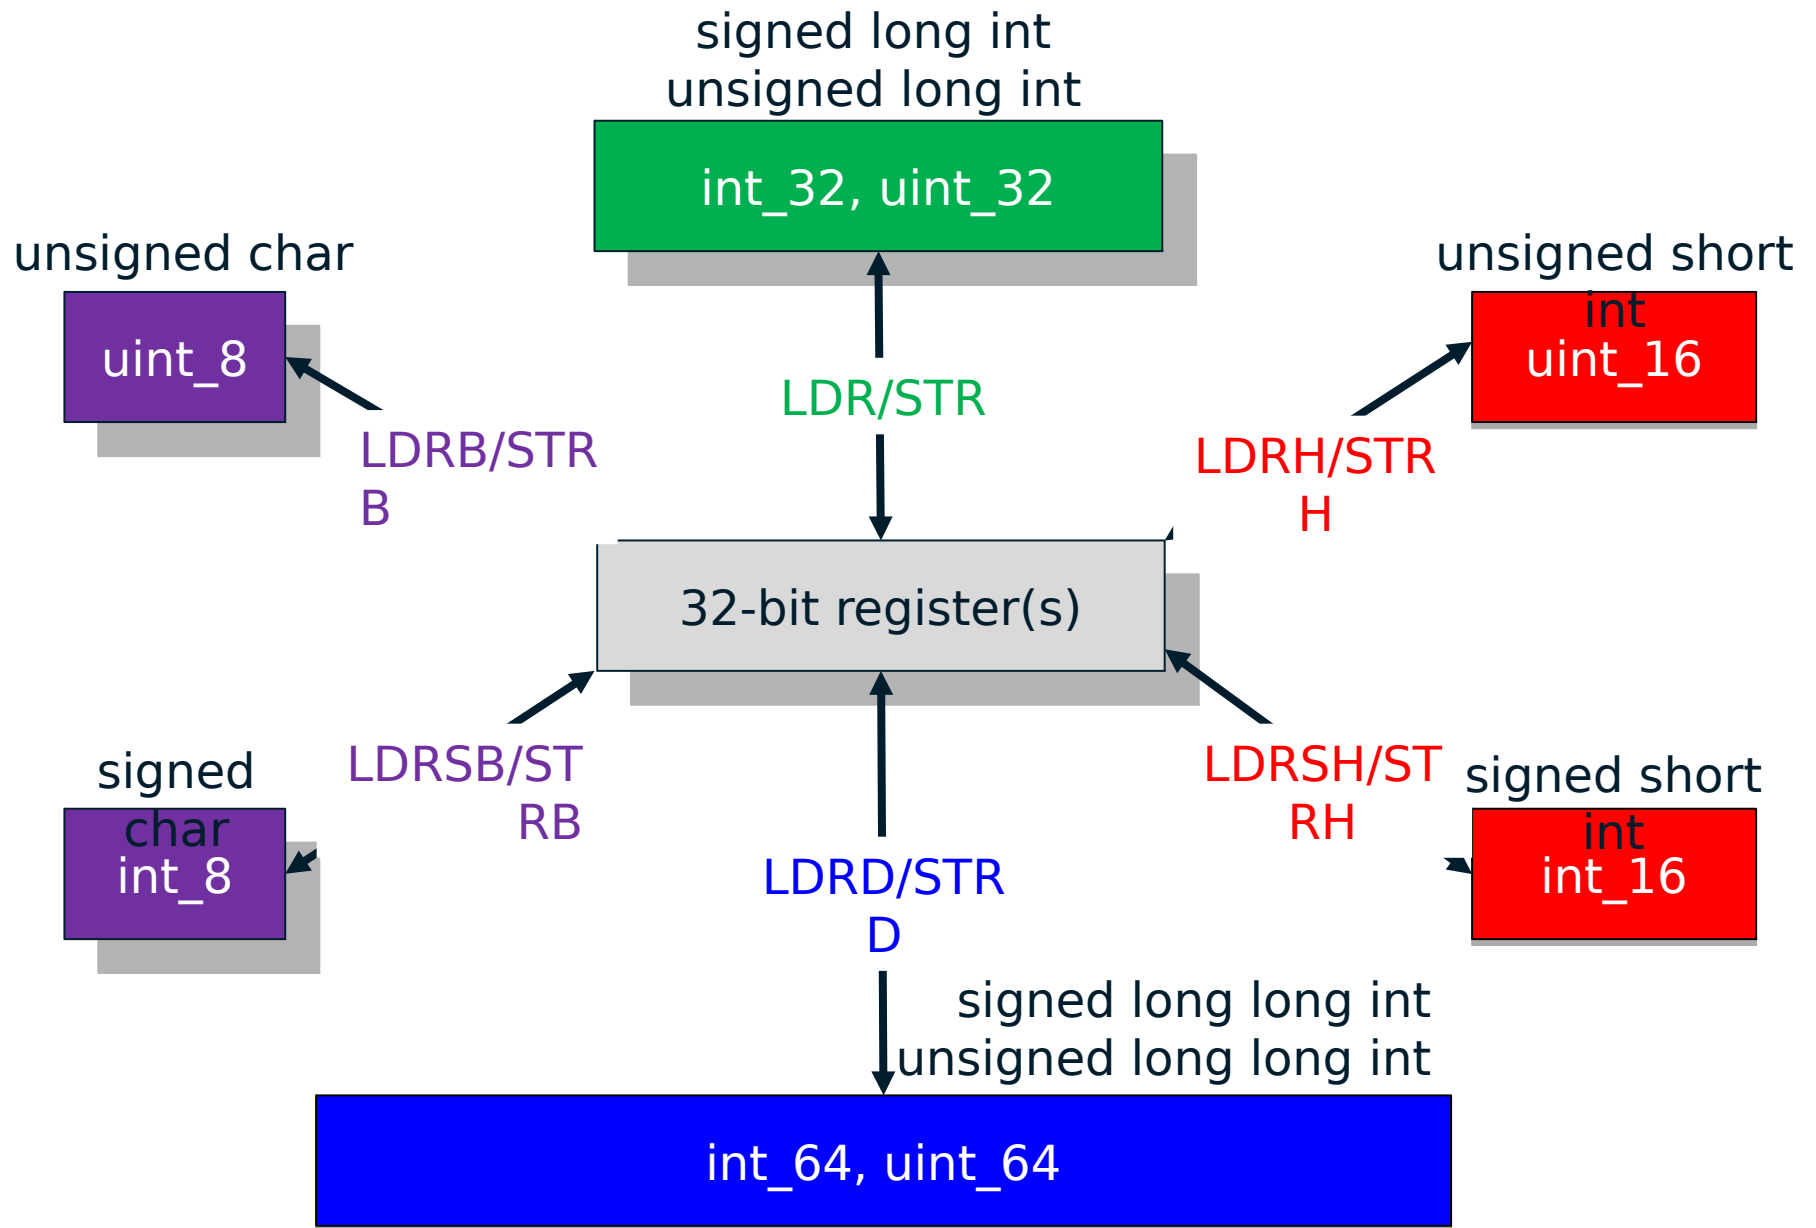 signed long int
unsigned long int
int_32, uint_32
unsigned char
uint_8
unsigned short
int
uint_16
LDR/STR
LDRB/STR
B
LDRH/STR
H
32-bit register(s)
signed
char
int_8
LDRSB/ST
RB
LDRSH/ST
RH
signed short
int
int_16
LDRD/STR
D
signed long long int
unsigned long long int
int_64, uint_64